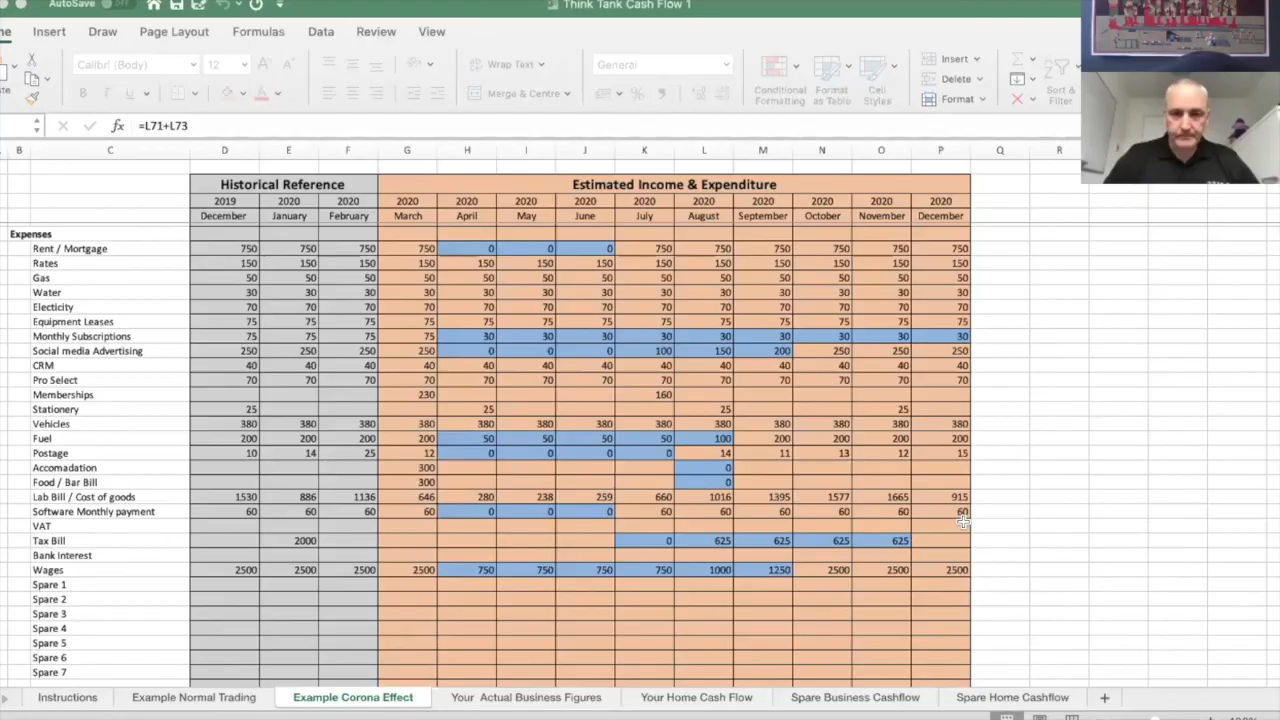 AutoSave OFF Think Tank Cash Flow 1
Insert Draw Page Layout Formulas Data Review View
Calibri (Body) 12 Wrap Text General Insert
Delete
B I U Merge & Centre Conditional Formatting Format as Table Cell Styles Format Sort & Filter
fx =L71+L73
B C D E F G H I J K L M N O P Q R
Historical Reference Estimated Income & Expenditure
2019 2020 2020 2020 2020 2020 2020 2020 2020 2020 2020 2020 2020
December January February March April May June July August September October November December
Expenses
Rent / Mortgage 750 750 750 750 0 0 0 750 750 750 750 750 750
Rates 150 150 150 150 150 150 150 150 150 150 150 150 150
Gas 50 50 50 50 50 50 50 50 50 50 50 50 50
Water 30 30 30 30 30 30 30 30 30 30 30 30 30
Electicity 70 70 70 70 70 70 70 70 70 70 70 70 70
Equipment Leases 75 75 75 75 75 75 75 75 75 75 75 75 75
Monthly Subscriptions 75 75 75 75 30 30 30 30 30 30 30 30 30
Social media Advertising 250 250 250 250 0 0 0 100 150 200 250 250 250
CRM 40 40 40 40 40 40 40 40 40 40 40 40 40
Pro Select 70 70 70 70 70 70 70 70 70 70 70 70 70
Memberships 230 160
Stationery 25 25 25 25
Vehicles 380 380 380 380 380 380 380 380 380 380 380 380 380
Fuel 200 200 200 200 50 50 50 50 100 200 200 200 200
Postage 10 14 25 12 0 0 0 0 14 11 13 12 15
Accomadation 300 0
Food / Bar Bill 300 0
Lab Bill / Cost of goods 1530 886 1136 646 280 238 259 660 1016 1395 1577 1665 915
Software Monthly payment 60 60 60 60 0 0 0 60 60 60 60 60 60
VAT
Tax Bill 2000 0 625 625 625 625
Bank Interest
Wages 2500 2500 2500 2500 750 750 750 750 1000 1250 2500 2500 2500
Spare 1
Spare 2
Spare 3
Spare 4
Spare 5
Spare 6
Spare 7
Instructions Example Normal Trading Example Corona Effect Your Actual Business Figures Your Home Cash Flow Spare Business Cashflow Spare Home Cashflow +